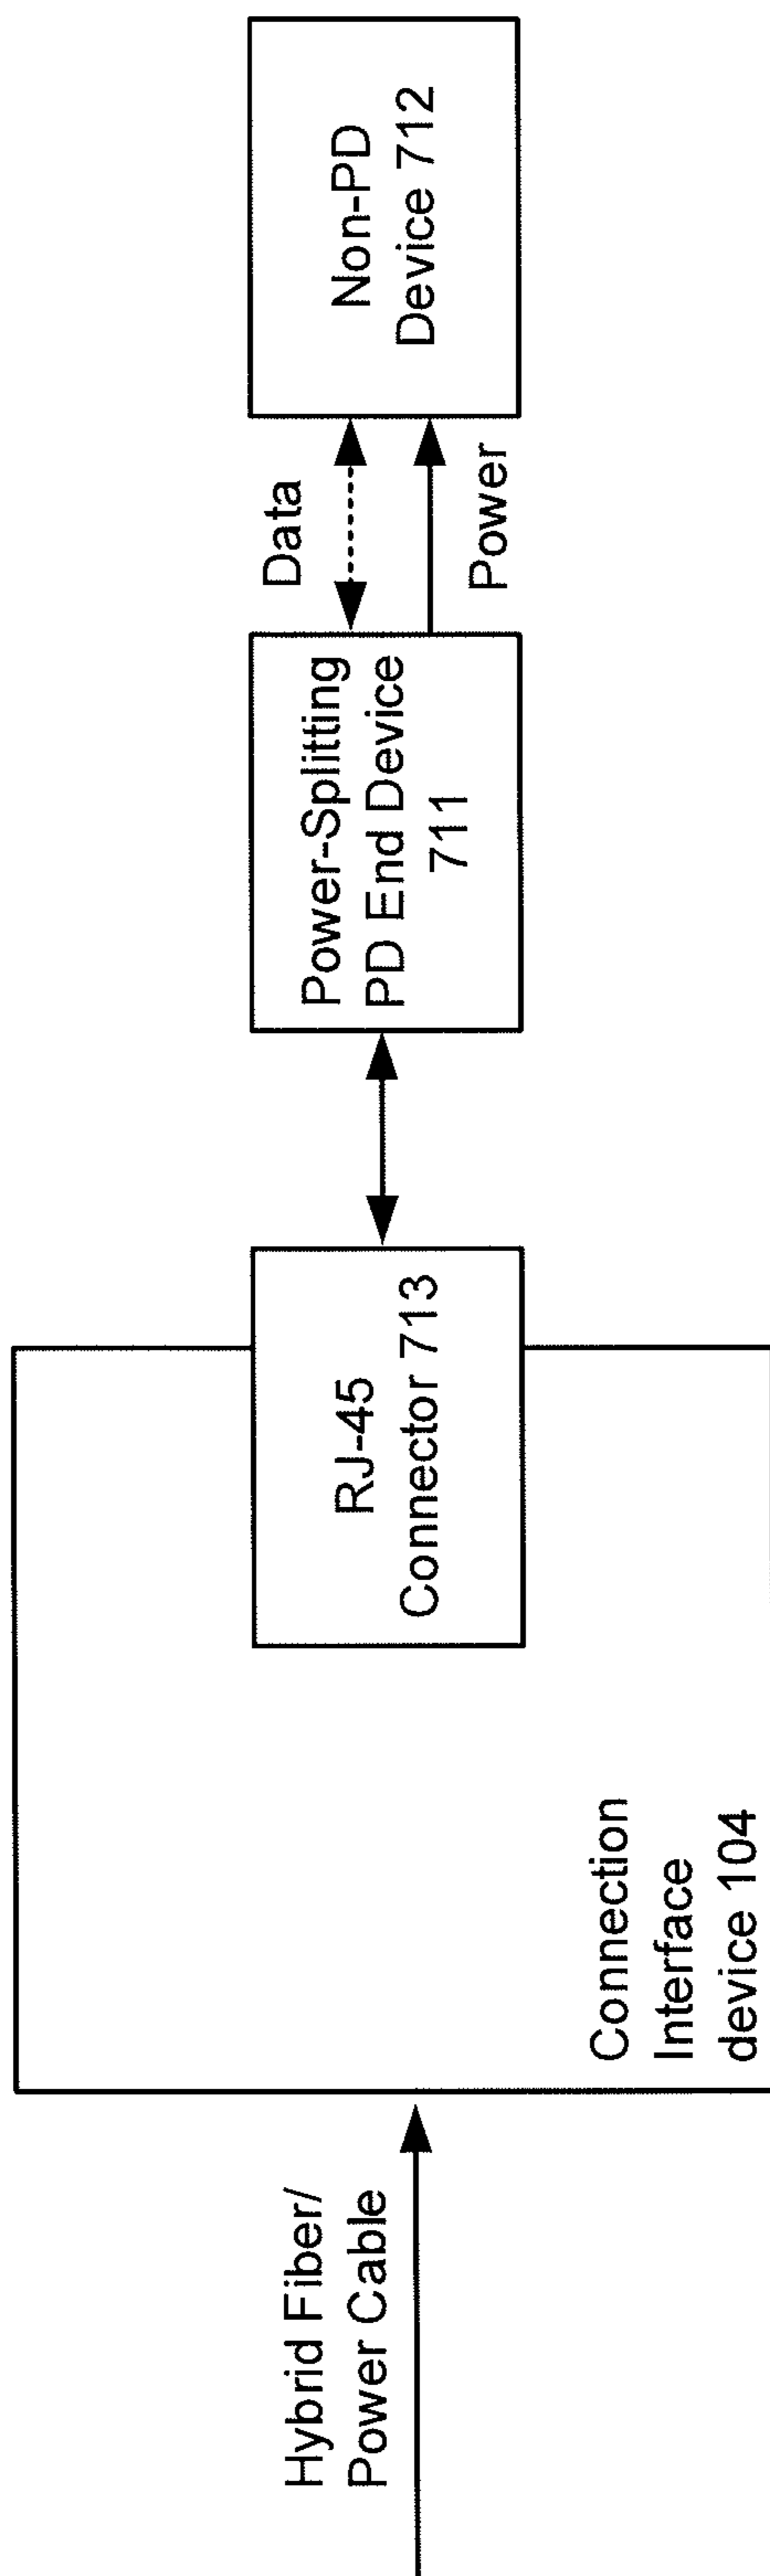 Hybrid Fiber/
Power Cable
Connection
Interface
device 104
RJ-45
Connector 713
Power-Splitting
PD End Device
711
Data
Power
Non-PD
Device 712